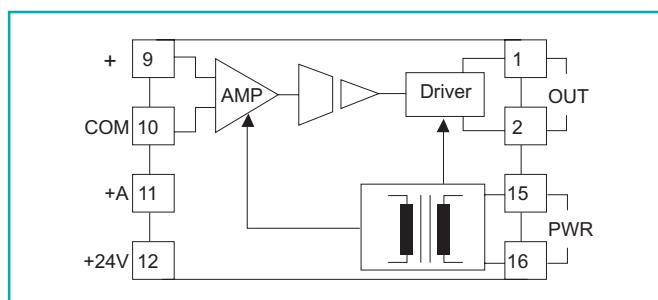 + 9
COM 10
+A 11
+24V 12
AMP
Driver
1
2
OUT
15
16
PWR